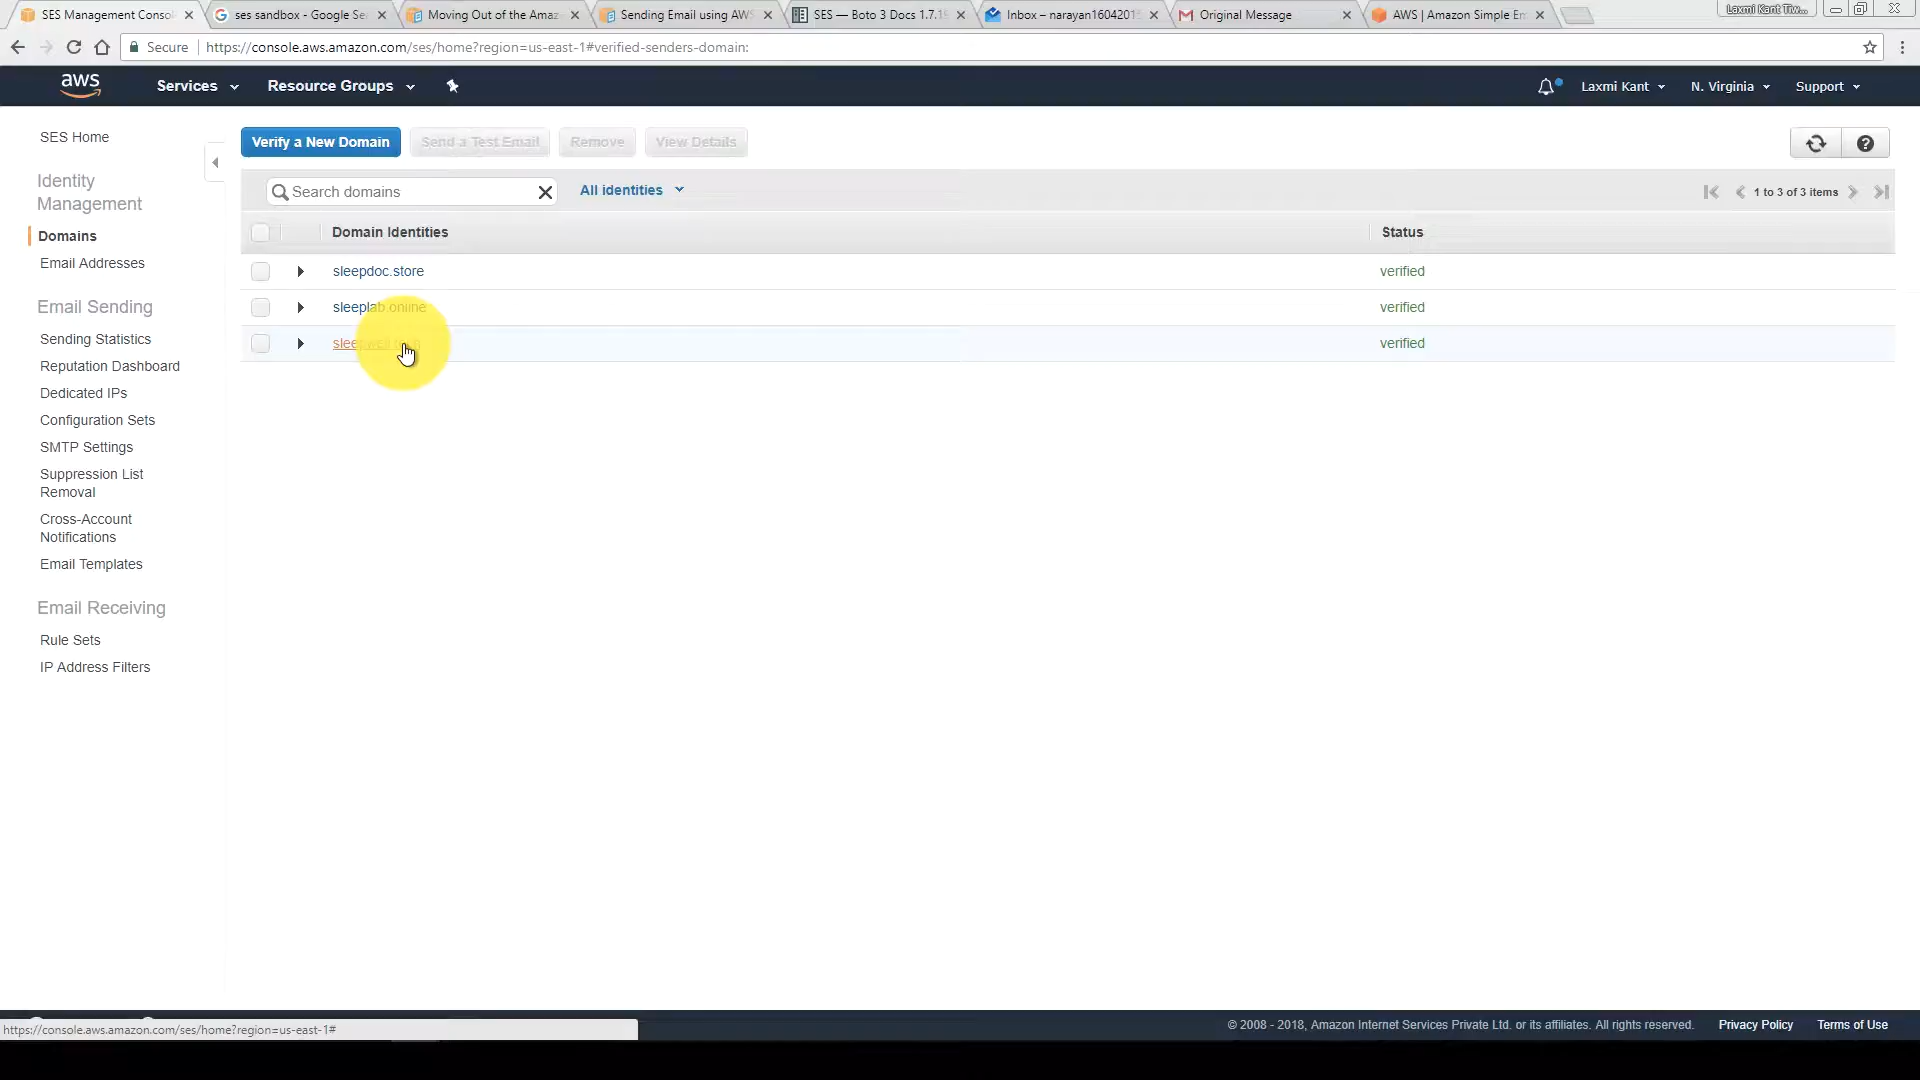 SES Management Consol
ses sandbox - Google Se
Moving Out of the Amaz
Sending Email using AWS
SES — Boto 3 Docs 1.7.1
Inbox – narayan1604201
Original Message
AWS | Amazon Simple Em
Laxmi Kant Tiw...
Secure
https://console.aws.amazon.com/ses/home?region=us-east-1#verified-senders-domain:
aws
Services
Resource Groups
Laxmi Kant
N. Virginia
Support
SES Home
Identity
Management
Domains
Email Addresses
Email Sending
Sending Statistics
Reputation Dashboard
Dedicated IPs
Configuration Sets
SMTP Settings
Suppression List
Removal
Cross-Account
Notifications
Email Templates
Email Receiving
Rule Sets
IP Address Filters
Verify a New Domain
Send a Test Email
Remove
View Details
Search domains
All identities
1 to 3 of 3 items
Domain Identities
Status
sleepdoc.store
verified
sleeplab.online
verified
verified
https://console.aws.amazon.com/ses/home?region=us-east-1#
© 2008 - 2018, Amazon Internet Services Private Ltd. or its affiliates. All rights reserved.
Privacy Policy
Terms of Use